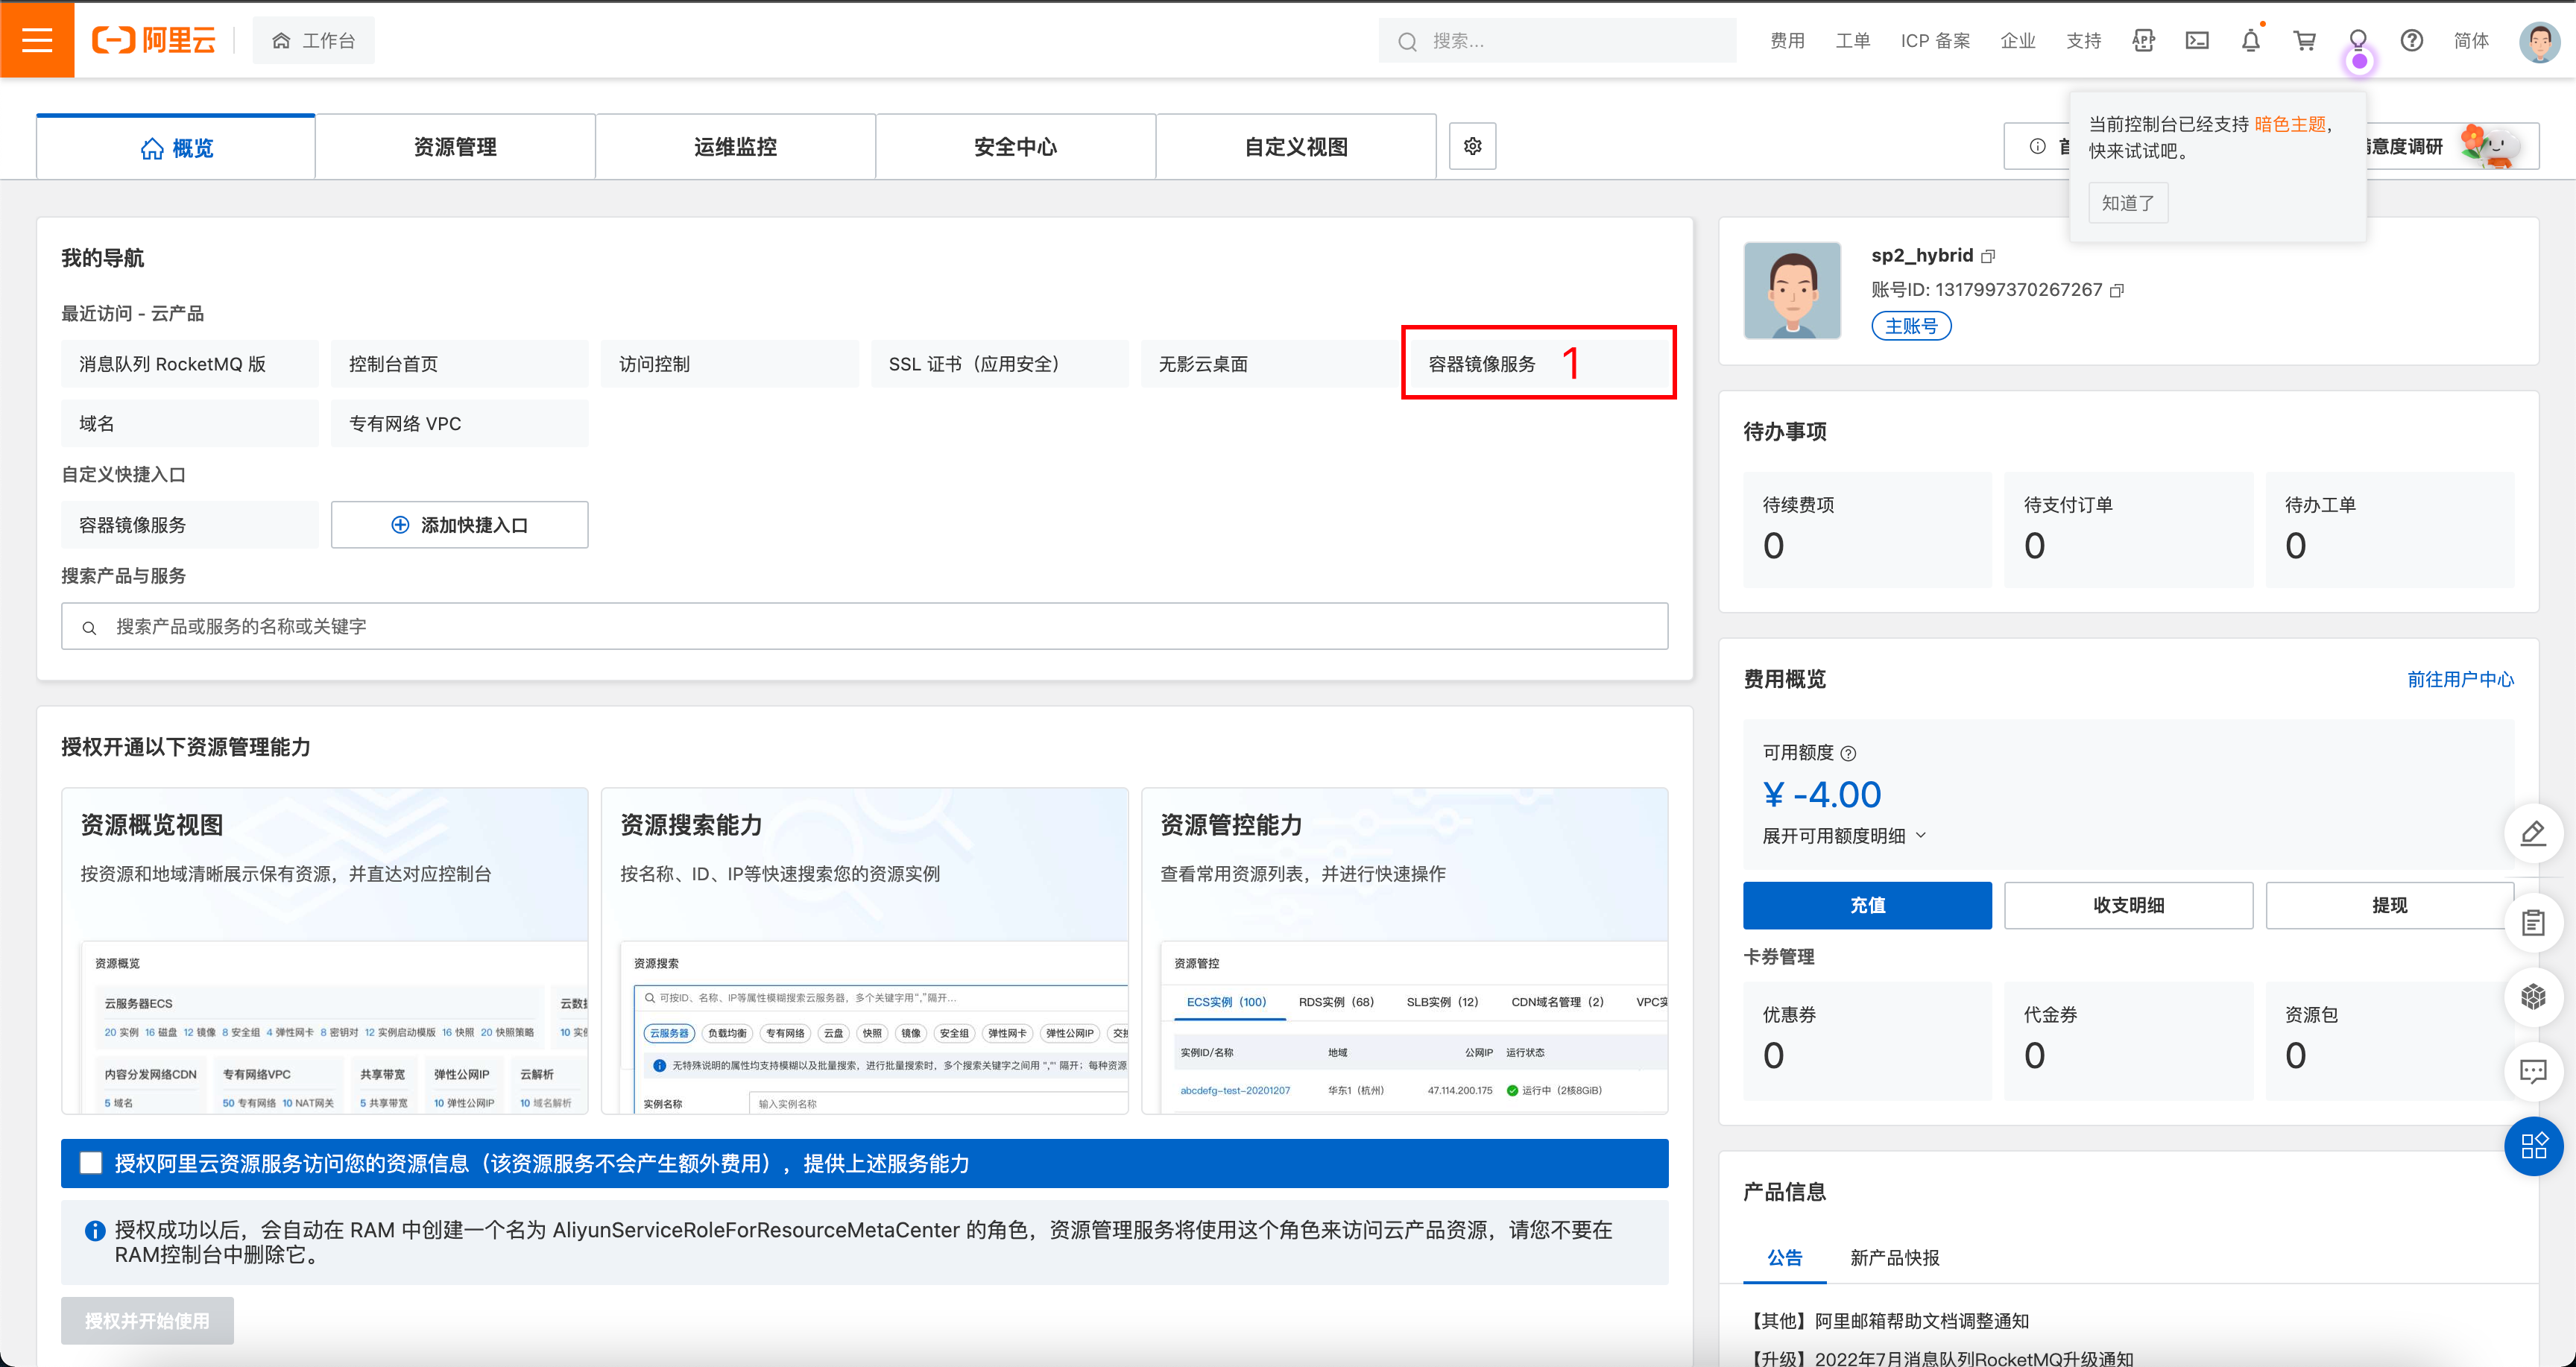 阿里云
工作台
搜索...
费用
工单
ICP 备案
企业
支持
APP
简体
概览
资源管理
运维监控
安全中心
自定义视图
意度调研
当前控制台已经支持 暗色主题，
快来试试吧。
知道了
我的导航
最近访问 - 云产品
消息队列 RocketMQ 版
控制台首页
访问控制
SSL 证书（应用安全）
无影云桌面
容器镜像服务
1
域名
专有网络 VPC
自定义快捷入口
容器镜像服务
添加快捷入口
搜索产品与服务
搜索产品或服务的名称或关键字
授权开通以下资源管理能力
资源概览视图
按资源和地域清晰展示保有资源，并直达对应控制台
资源概览
云服务器ECS
20 实例 16 磁盘 12 镜像 8 安全组 4 弹性网卡 8 密钥对 12 实例启动模版 16 快照 20 快照策略
内容分发网络CDN
5 域名
专有网络VPC
50 专有网络 10 NAT网关
共享带宽
5 共享带宽
弹性公网IP
10 弹性公网IP
云解析
10 域名解析
资源搜索能力
按名称、ID、IP等快速搜索您的资源实例
资源搜索
可按ID、名称、IP等属性模糊搜索云服务器，多个关键字用","隔开...
云服务器
负载均衡
专有网络
云盘
快照
镜像
安全组
弹性网卡
弹性公网IP
无特殊说明的属性均支持模糊以及批量搜索，进行批量搜索时，多个搜索关键字之间用 "," 隔开；每种资源
实例名称
输入实例名称
资源管控能力
查看常用资源列表，并进行快速操作
资源管控
ECS实例（100）
RDS实例（68）
SLB实例（12）
CDN域名管理（2）
实例ID/名称
地域
公网IP
运行状态
abcdefg-test-20201207
华东1（杭州）
47.114.200.175
运行中（2核8GiB）
授权阿里云资源服务访问您的资源信息（该资源服务不会产生额外费用），提供上述服务能力
授权成功以后，会自动在 RAM 中创建一个名为 AliyunServiceRoleForResourceMetaCenter 的角色，资源管理服务将使用这个角色来访问云产品资源，请您不要在
RAM控制台中删除它。
授权并开始使用
sp2_hybrid
账号ID: 1317997370267267
主账号
待办事项
待续费项
0
待支付订单
0
待办工单
0
费用概览
前往用户中心
可用额度
¥ -4.00
展开可用额度明细
充值
收支明细
提现
卡券管理
优惠券
0
代金券
0
资源包
0
产品信息
公告
新产品快报
【其他】阿里邮箱帮助文档调整通知
【升级】2022年7月消息队列RocketMQ升级通知